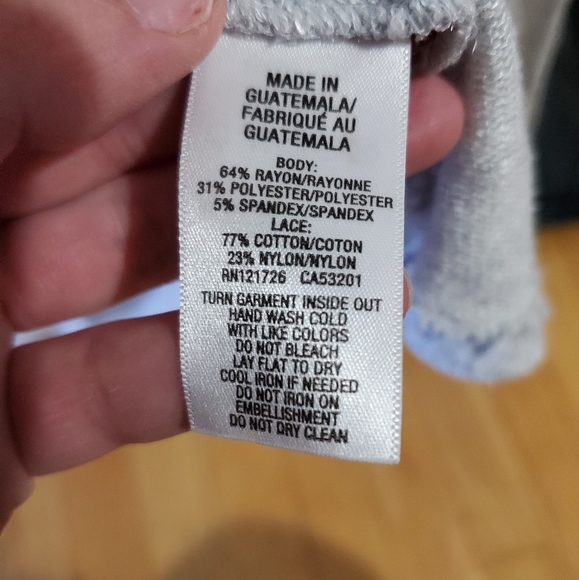 MADE IN
GUATEMALA/
FABRIQUÉ AU
GUATEMALA
BODY:
64% RAYON/RAYONNE
31% POLYESTER/POLYESTER
5% SPANDEX/SPANDEX
LACE:
77% COTTON/COTON
23% NYLON/NYLON
RN121726 CA53201
TURN GARMENT INSIDE OUT
HAND WASH COLD
WITH LIKE COLORS
DO NOT BLEACH
LAY FLAT TO DRY
COOL IRON IF NEEDED
DO NOT IRON ON
EMBELLISHMENT
DO NOT DRY CLEAN